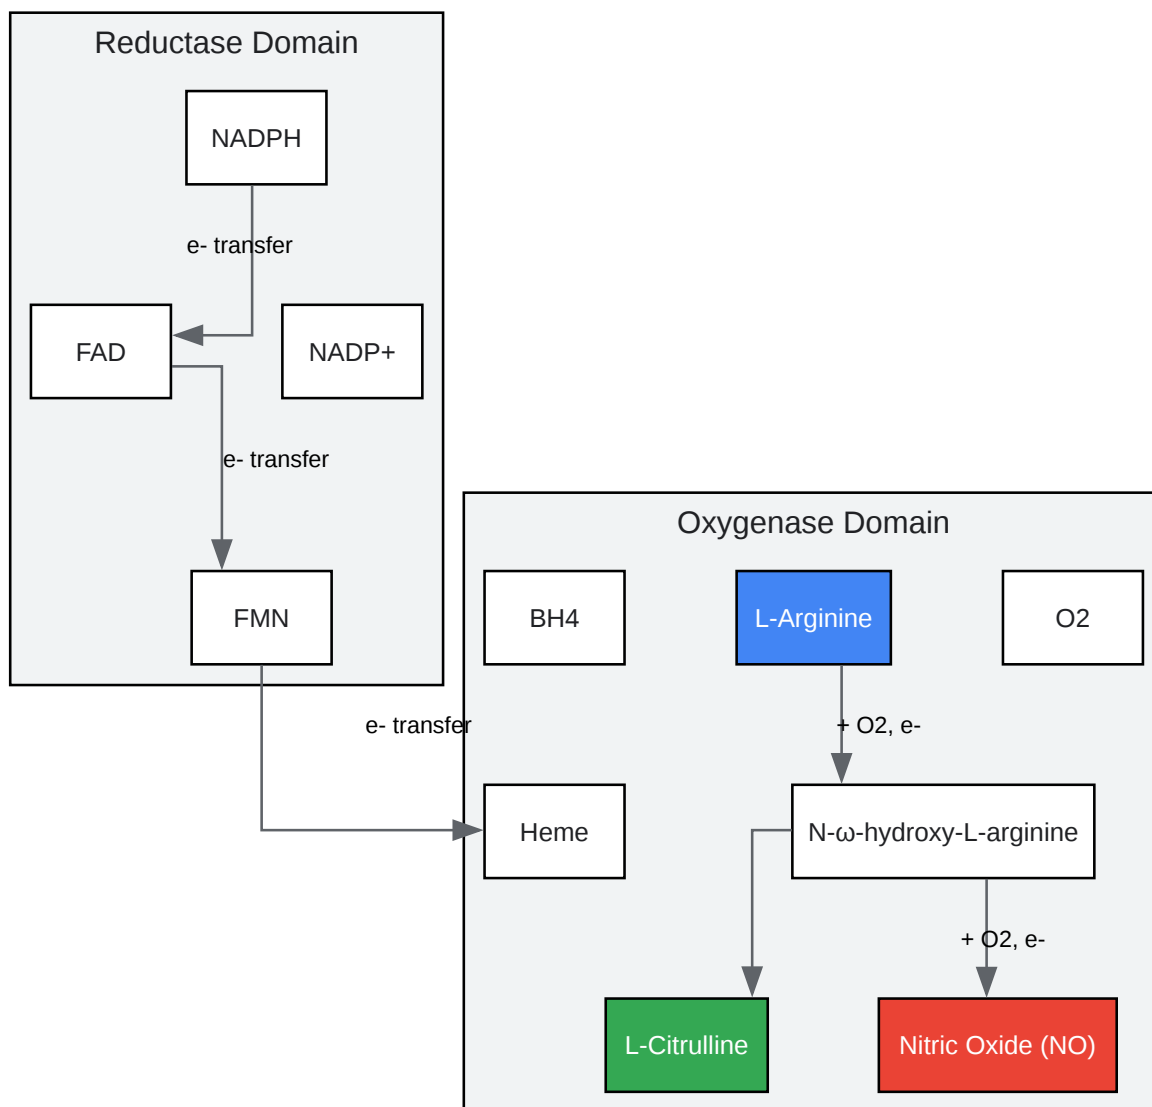 Reductase Domain
NADPH
e- transfer
FAD
NADP+
e- transfer
FMN
e- transfer
Oxygenase Domain
BH4
L-Arginine
O2
+ O2, e-
Heme
N-ω-hydroxy-L-arginine
+ O2, e-
L-Citrulline
Nitric Oxide (NO)